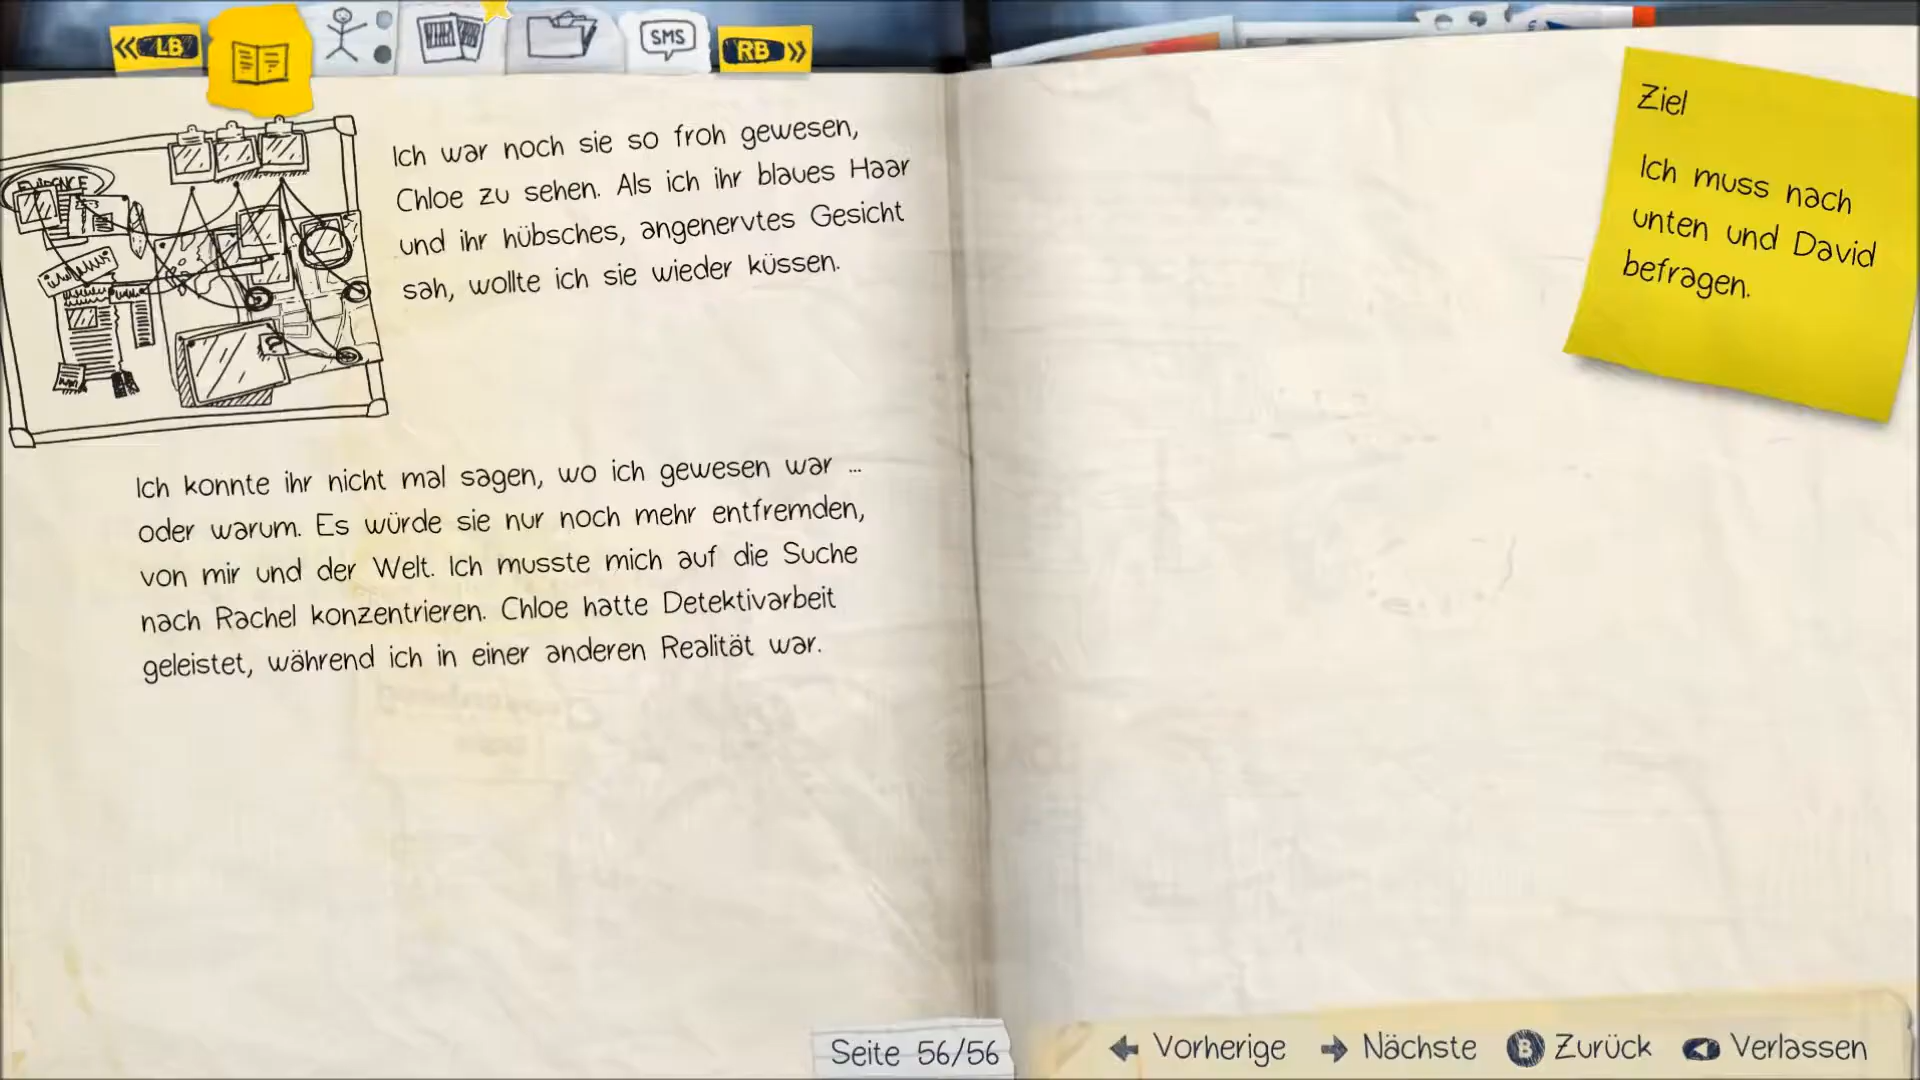 LB
SMS
RB
EVIDENCE
Ich war noch sie so froh gewesen,
Chloe zu sehen. Als ich ihr blaues Haar
und ihr hübsches, angenervtes Gesicht
sah, wollte ich sie wieder küssen.
Ich konnte ihr nicht mal sagen, wo ich gewesen war ...
oder warum. Es würde sie nur noch mehr entfremden,
von mir und der Welt. Ich musste mich auf die Suche
nach Rachel konzentrieren. Chloe hatte Detektivarbeit
geleistet, während ich in einer anderen Realität war.
Ziel
Ich muss nach
unten und David
befragen.
Seite 56/56
Vorherige
Nächste
B Zurück
Verlassen